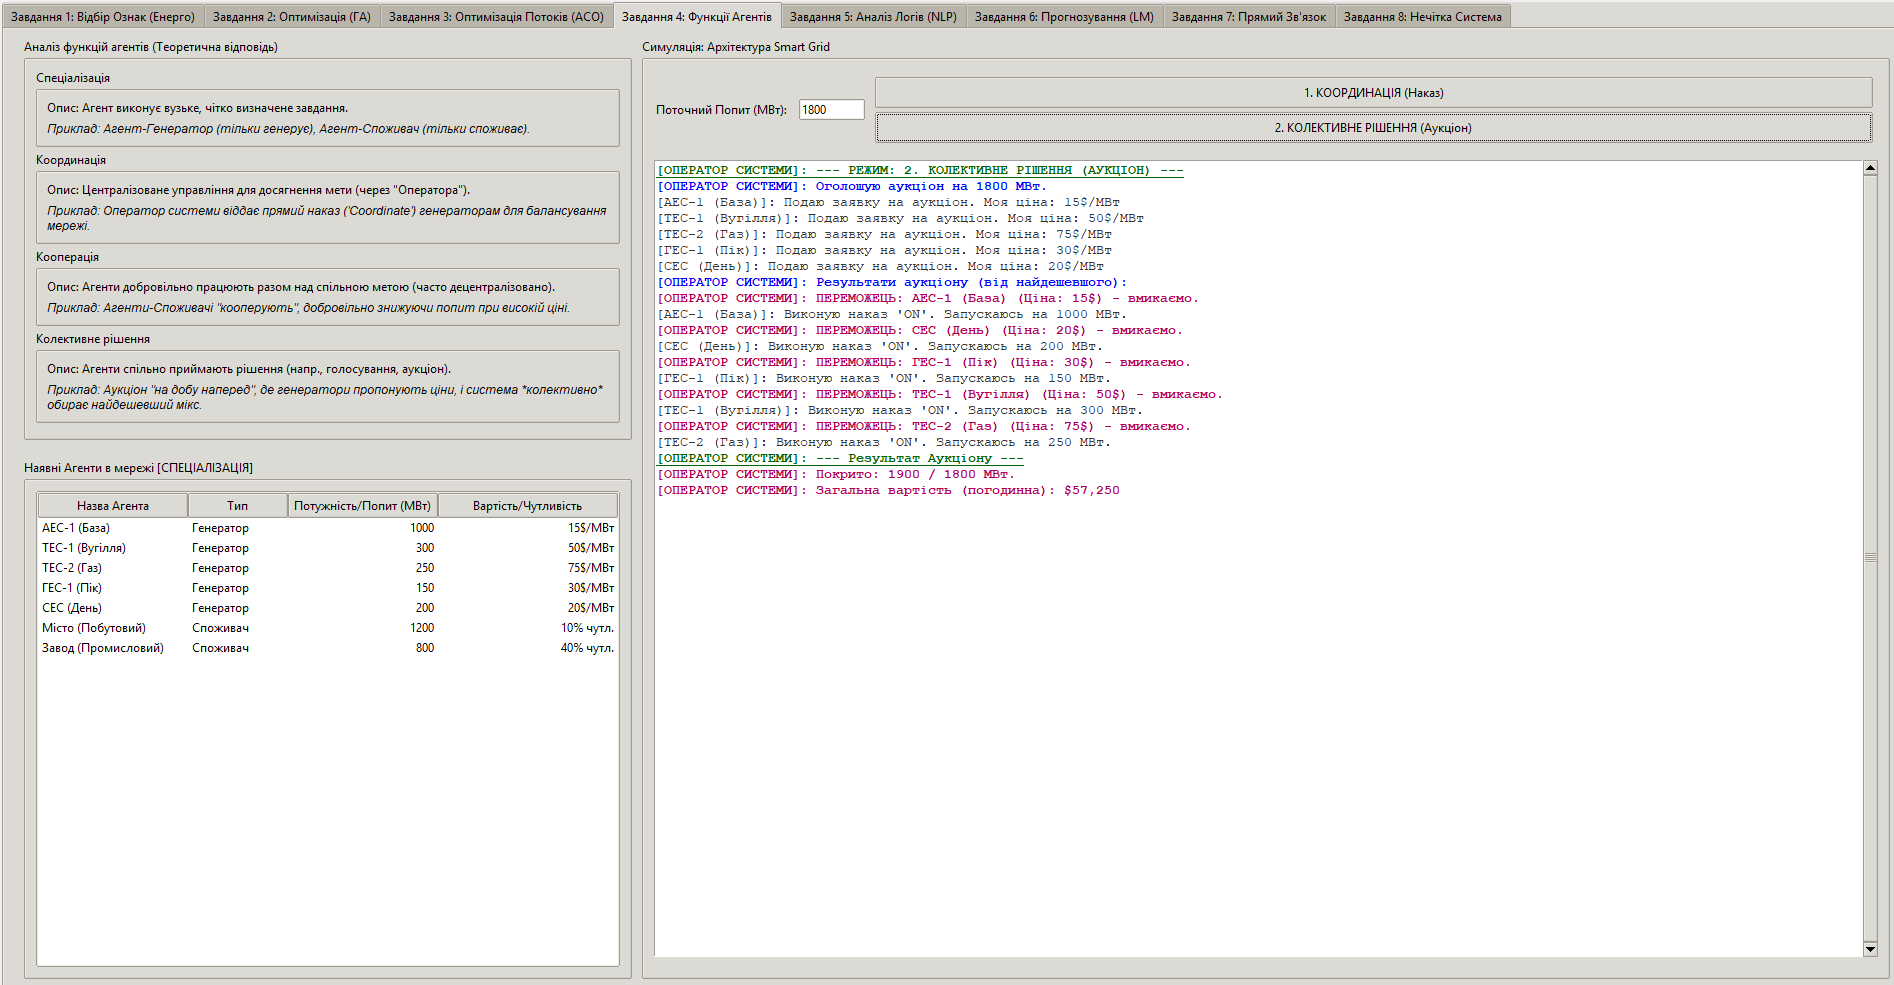 Завдання 1: Відбір Ознак (Енерго)
Завдання 2: Оптимізація (ГА)
Завдання 3: Оптимізація Потоків (ACO)
Завдання 4: Функції Агентів
Завдання 5: Аналіз Логів (NLP)
Завдання 6: Прогнозування (LM)
Завдання 7: Прямий Зв'язок
Завдання 8: Нечітка Система
Аналіз функцій агентів (Теоретична відповідь)
Спеціалізація
Опис: Агент виконує вузьке, чітко визначене завдання.
Приклад: Агент-Генератор (тільки генерує), Агент-Споживач (тільки споживає).
Координація
Опис: Централізоване управління для досягнення мети (через "Оператора").
Приклад: Оператор системи віддає прямий наказ ('Coordinate') генераторам для балансування
мережі.
Кооперація
Опис: Агенти добровільно працюють разом над спільною метою (часто децентралізовано).
Приклад: Агенти-Споживачі "кооперують", добровільно знижуючи попит при високій ціні.
Колективне рішення
Опис: Агенти спільно приймають рішення (напр., голосування, аукціон).
Приклад: Аукціон "на добу наперед", де генератори пропонують ціни, і система *колективно*
обирає найдешевший мікс.
Наявні Агенти в мережі [СПЕЦІАЛІЗАЦІЯ]
Назва Агента Тип Потужність/Попит (МВт) Вартість/Чутливість
АЕС-1 (База) Генератор 1000 15$/МВт
ТЕС-1 (Вугілля) Генератор 300 50$/МВт
ТЕС-2 (Газ) Генератор 250 75$/МВт
ГЕС-1 (Пік) Генератор 150 30$/МВт
СЕС (День) Генератор 200 20$/МВт
Місто (Побутовий) Споживач 1200 10% чутл.
Завод (Промисловий) Споживач 800 40% чутл.
Симуляція: Архітектура Smart Grid
Поточний Попит (МВт): 1800
1. КООРДИНАЦІЯ (Наказ)
2. КОЛЕКТИВНЕ РІШЕННЯ (Аукціон)
[ОПЕРАТОР СИСТЕМИ]: --- РЕЖИМ: 2. КОЛЕКТИВНЕ РІШЕННЯ (АУКЦІОН) ---
[ОПЕРАТОР СИСТЕМИ]: Оголошую аукціон на 1800 МВт.
[АЕС-1 (База)]: Подаю заявку на аукціон. Моя ціна: 15$/МВт
[ТЕС-1 (Вугілля)]: Подаю заявку на аукціон. Моя ціна: 50$/МВт
[ТЕС-2 (Газ)]: Подаю заявку на аукціон. Моя ціна: 75$/МВт
[ГЕС-1 (Пік)]: Подаю заявку на аукціон. Моя ціна: 30$/МВт
[СЕС (День)]: Подаю заявку на аукціон. Моя ціна: 20$/МВт
[ОПЕРАТОР СИСТЕМИ]: Результати аукціону (від найдешевшого):
[ОПЕРАТОР СИСТЕМИ]: ПЕРЕМОЖЕЦЬ: АЕС-1 (База) (Ціна: 15$) - вмикаємо.
[АЕС-1 (База)]: Виконую наказ 'ON'. Запускаюсь на 1000 МВт.
[ОПЕРАТОР СИСТЕМИ]: ПЕРЕМОЖЕЦЬ: СЕС (День) (Ціна: 20$) - вмикаємо.
[СЕС (День)]: Виконую наказ 'ON'. Запускаюсь на 200 МВт.
[ОПЕРАТОР СИСТЕМИ]: ПЕРЕМОЖЕЦЬ: ГЕС-1 (Пік) (Ціна: 30$) - вмикаємо.
[ГЕС-1 (Пік)]: Виконую наказ 'ON'. Запускаюсь на 150 МВт.
[ОПЕРАТОР СИСТЕМИ]: ПЕРЕМОЖЕЦЬ: ТЕС-1 (Вугілля) (Ціна: 50$) - вмикаємо.
[ТЕС-1 (Вугілля)]: Виконую наказ 'ON'. Запускаюсь на 300 МВт.
[ОПЕРАТОР СИСТЕМИ]: ПЕРЕМОЖЕЦЬ: ТЕС-2 (Газ) (Ціна: 75$) - вмикаємо.
[ТЕС-2 (Газ)]: Виконую наказ 'ON'. Запускаюсь на 250 МВт.
[ОПЕРАТОР СИСТЕМИ]: --- Результат Аукціону ---
[ОПЕРАТОР СИСТЕМИ]: Покрито: 1900 / 1800 МВт.
[ОПЕРАТОР СИСТЕМИ]: Загальна вартість (погодинна): $57,250